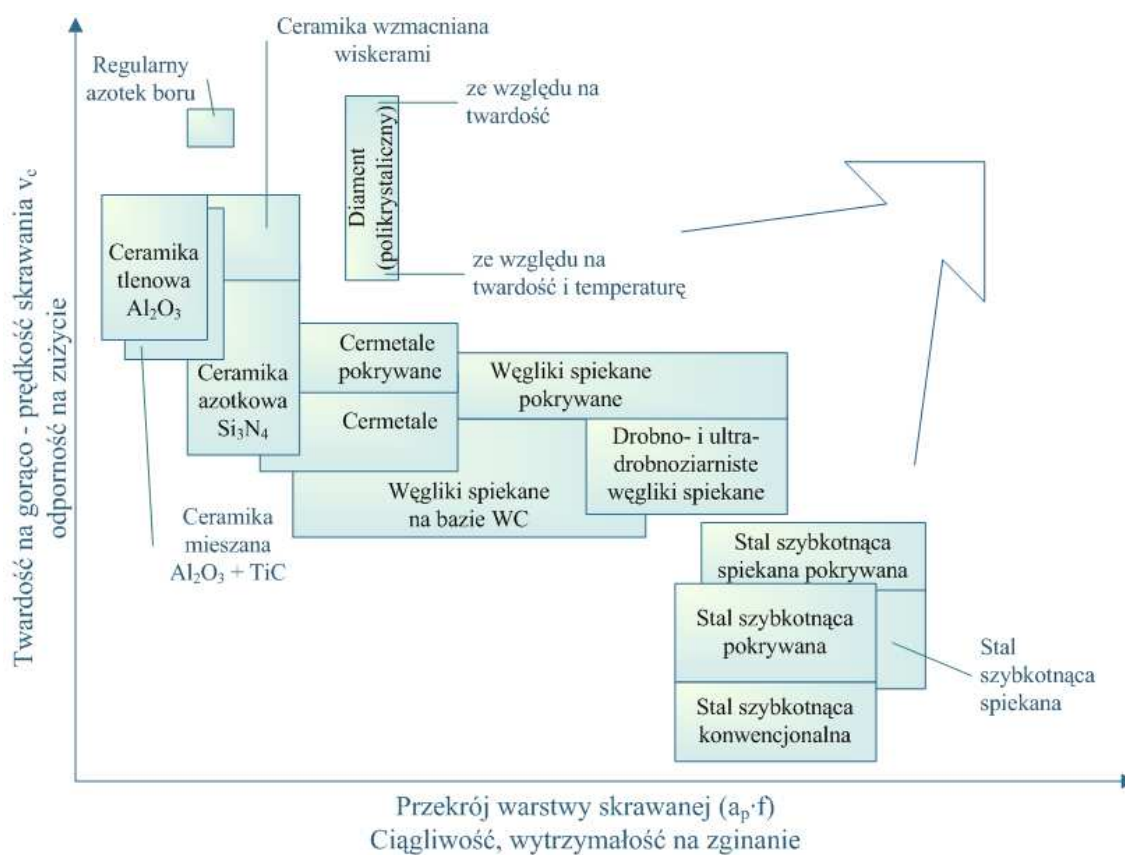 Ceramika wzmacniana
wiskerami
Regularny
azotek boru
ze względu na
twardość
Diament
(polikrystaliczny)
ze względu na
twardość i temperaturę
Ceramika
tlenowa
Al₂O₃
Cermetale
pokrywane
Węgliki spiekane
pokrywane
Ceramika
azotkowa
Si₃N₄
Cermetale
Drobno- i ultra-
drobnoziarniste
węgliki spiekane
Węgliki spiekane
na bazie WC
Ceramika
mieszana
Al₂O₃ + TiC
Stal szybkotnąca
spiekana pokrywana
Stal szybkotnąca
pokrywana
Stal
szybkotnąca
spiekana
Stal szybkotnąca
konwencjonalna
Twardość na gorąco - prędkość skrawania v_c
odporność na zużycie
Przekrój warstwy skrawanej (aₚ·f)
Ciągliwość, wytrzymałość na zginanie